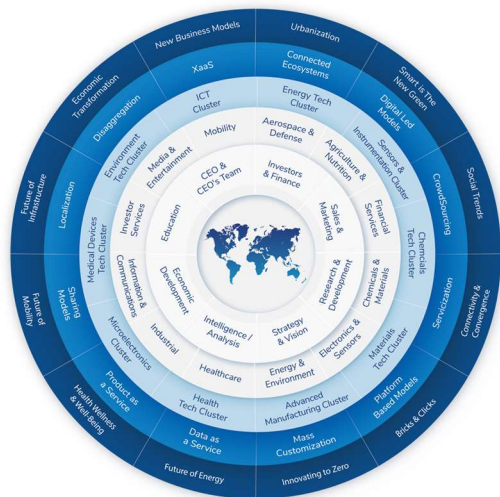 New Business Models
Urbanization
Smart is The
New Green
Social Trends
Connectivity &
Convergence
Bricks & Clicks
Innovating to Zero
Future of Energy
Health Wellness
& Well-Being
Future of
Mobility
Future of
Infrastructure
Economic
Transformation
XaaS
Connected
Ecosystems
Digital Led
Models
CrowdSourcing
Servicization
Platform
Based Models
Mass
Customization
Data as
a Service
Product as
a Service
Sharing
Models
Localization
Disaggregation
ICT
Cluster
Energy Tech
Cluster
Sensors &
Instrumentation Cluster
Chemcials
Tech Cluster
Materials
Tech Cluster
Advanced
Manufacturing Cluster
Health
Tech Cluster
Microelectronics
Cluster
Medical Devices
Tech Cluster
Environment
Tech Cluster
Mobility
Aerospace &
Defense
Agriculture &
Nutrition
Financial
Services
Chemicals &
Materials
Electronics &
Sensors
Energy &
Environment
Healthcare
Industrial
Information &
Communications
Investor
Services
Media &
Entertainment
CEO &
CEO's Team
Investors
& Finance
Sales &
Marketing
Research &
Development
Strategy
& Vision
Intelligence /
Analysis
Economic
Development
Education